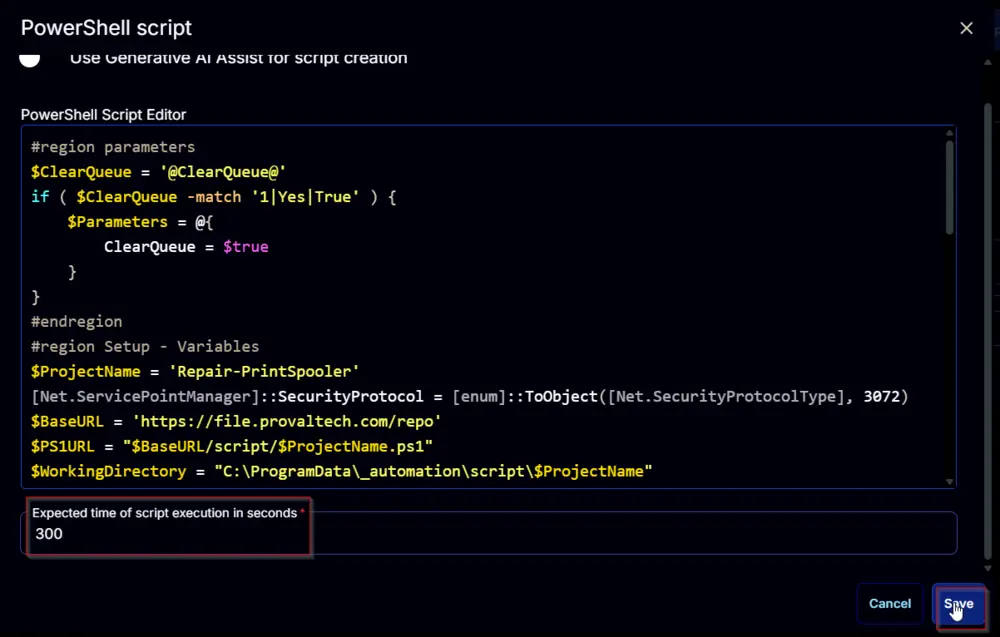 PowerShell script
Use Generative AI Assist for script creation
PowerShell Script Editor
#region parameters
$ClearQueue = '@ClearQueue@'
if ( $ClearQueue -match '1|Yes|True' ) {
    $Parameters = @{
        ClearQueue = $true
    }
}
#endregion
#region Setup - Variables
$ProjectName = 'Repair-PrintSpooler'
[Net.ServicePointManager]::SecurityProtocol = [enum]::ToObject([Net.SecurityProtocolType], 3072)
$BaseURL = 'https://file.provaltech.com/repo'
$PS1URL = "$BaseURL/script/$ProjectName.ps1"
$WorkingDirectory = "C:\ProgramData\_automation\script\$ProjectName"
Expected time of script execution in seconds *
300
Cancel
Save